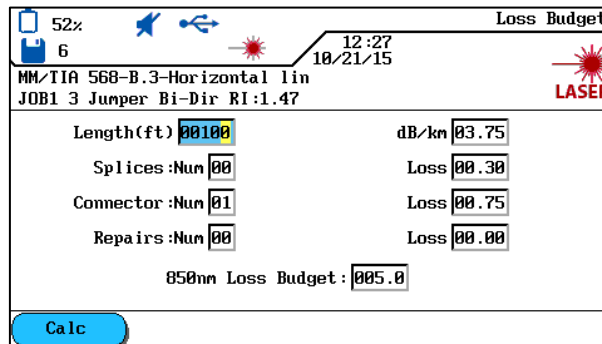 52% Loss Budget
6 12:27
10/21/15
MM/TIA 568-B.3-Horizontal lin
JOB1 3 Jumper Bi-Dir RI:1.47
LASER
Length(ft) 00100 dB/km 03.75
Splices:Num 00 Loss 00.30
Connector:Num 01 Loss 00.75
Repairs:Num 00 Loss 00.00
850nm Loss Budget: 005.0
Calc